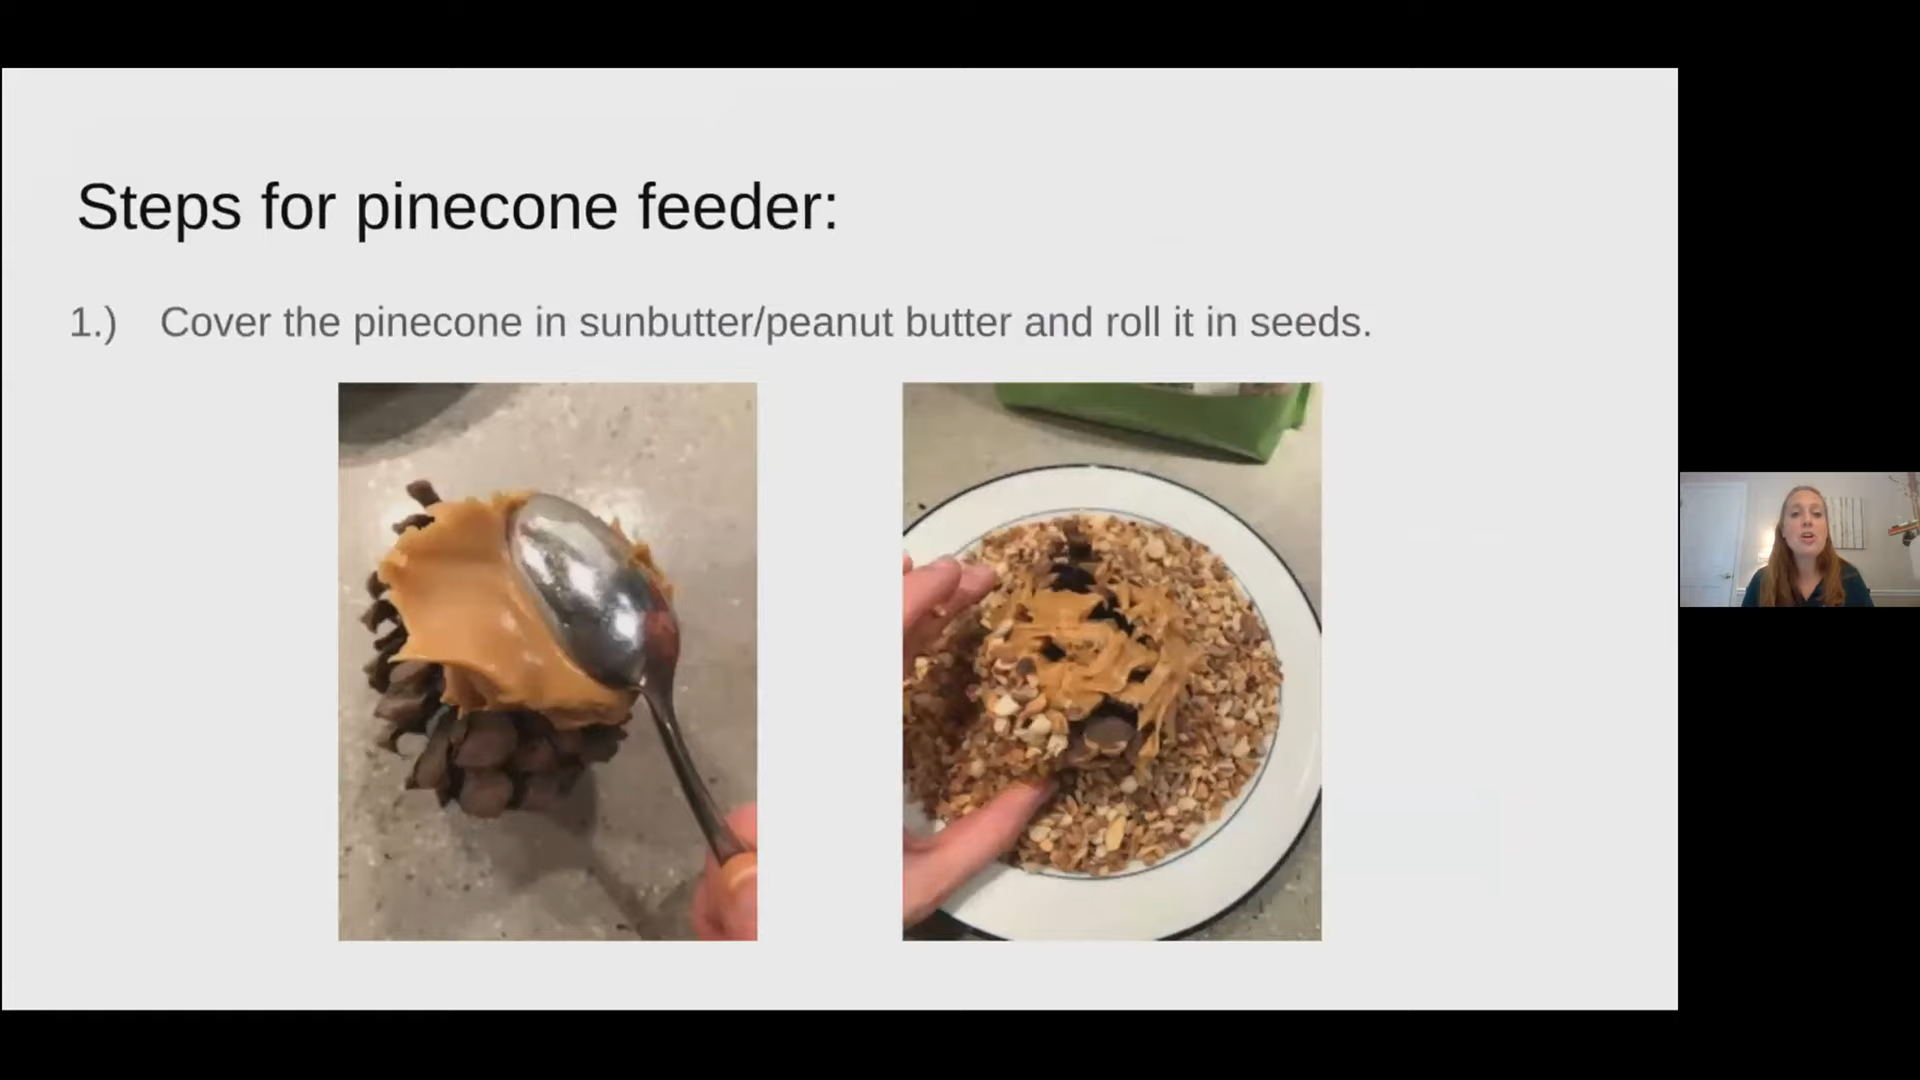 Steps for pinecone feeder:
1.) Cover the pinecone in sunbutter/peanut butter and roll it in seeds.